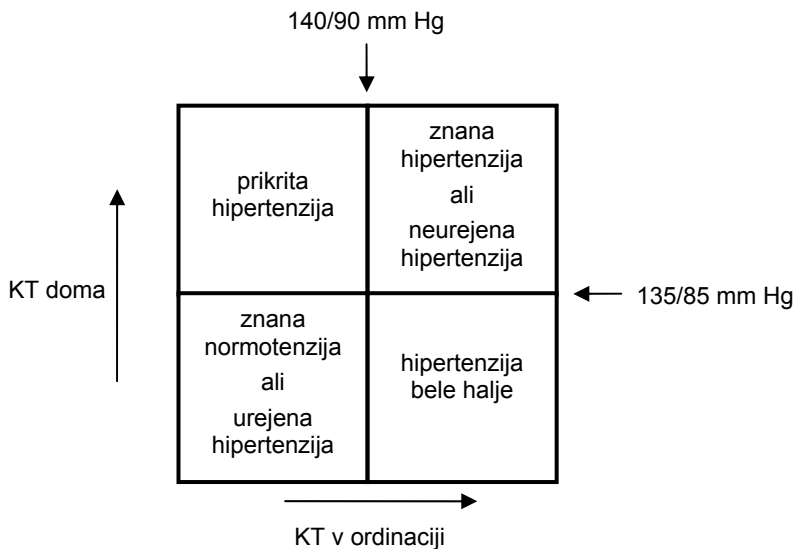 140/90 mm Hg
prikrita
hipertenzija
znana
hipertenzija
ali
neurejena
hipertenzija
KT doma
135/85 mm Hg
znana
normotenzija
ali
urejena
hipertenzija
hipertenzija
bele halje
KT v ordinaciji